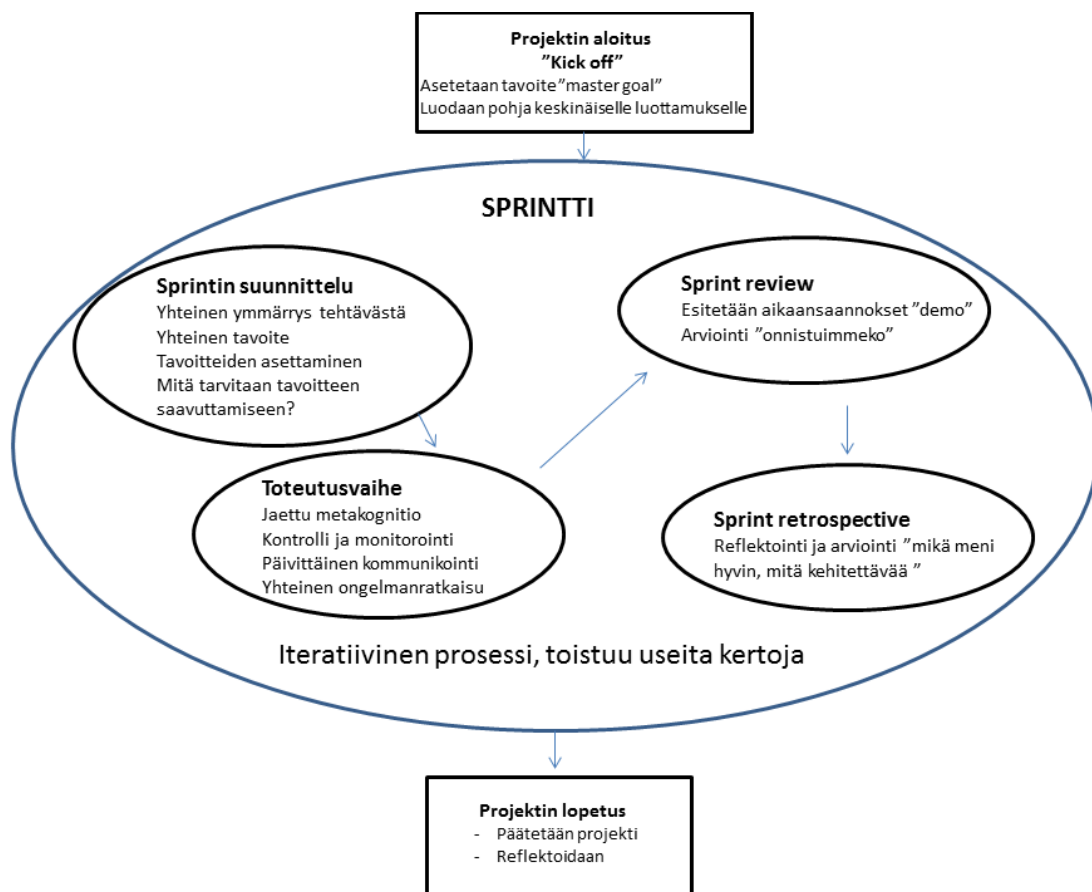 Projektin aloitus
”Kick off”
Asetetaan tavoite ”master goal”
Luodaan pohja keskinäiselle luottamukselle
SPRINTTI
Sprintin suunnittelu
Yhteinen ymmärrys tehtävästä
Yhteinen tavoite
Tavoitteiden asettaminen
Mitä tarvitaan tavoitteen
saavuttamiseen?
Toteutusvaihe
Jaettu metakognitio
Kontrolli ja monitorointi
Päivittäinen kommunikointi
Yhteinen ongelmanratkaisu
Sprint review
Esitetään aikaansaannokset ”demo”
Arviointi ”onnistuimmeko”
Sprint retrospective
Reflektointi ja arviointi ”mikä meni
hyvin, mitä kehitettävää ”
Iteratiivinen prosessi, toistuu useita kertoja
Projektin lopetus
- Päätetään projekti
- Reflektoidaan